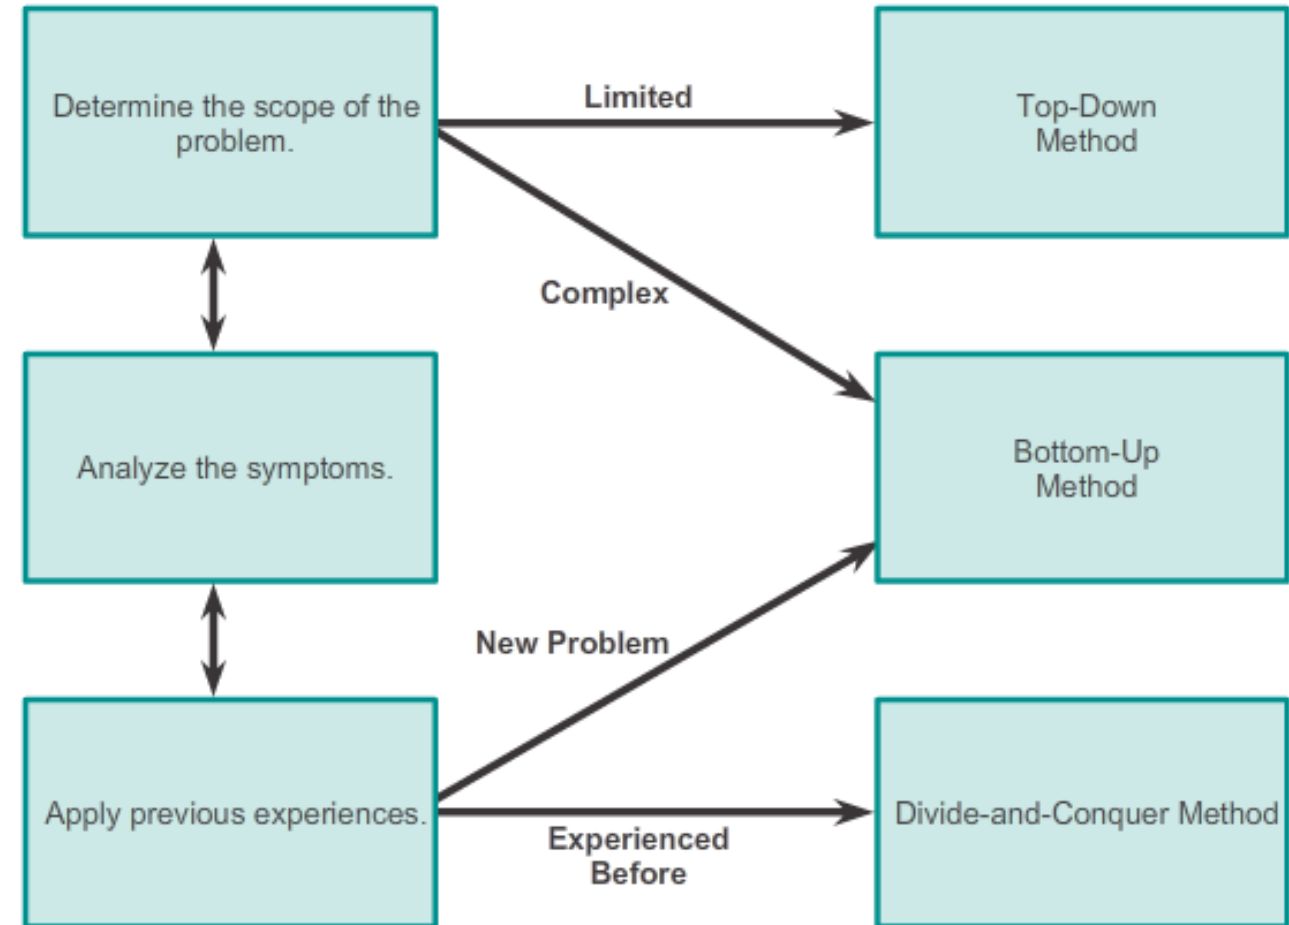 Determine the scope of the
problem.
Limited
Top-Down
Method
Complex
Analyze the symptoms.
Bottom-Up
Method
New Problem
Apply previous experiences.
Experienced
Before
Divide-and-Conquer Method